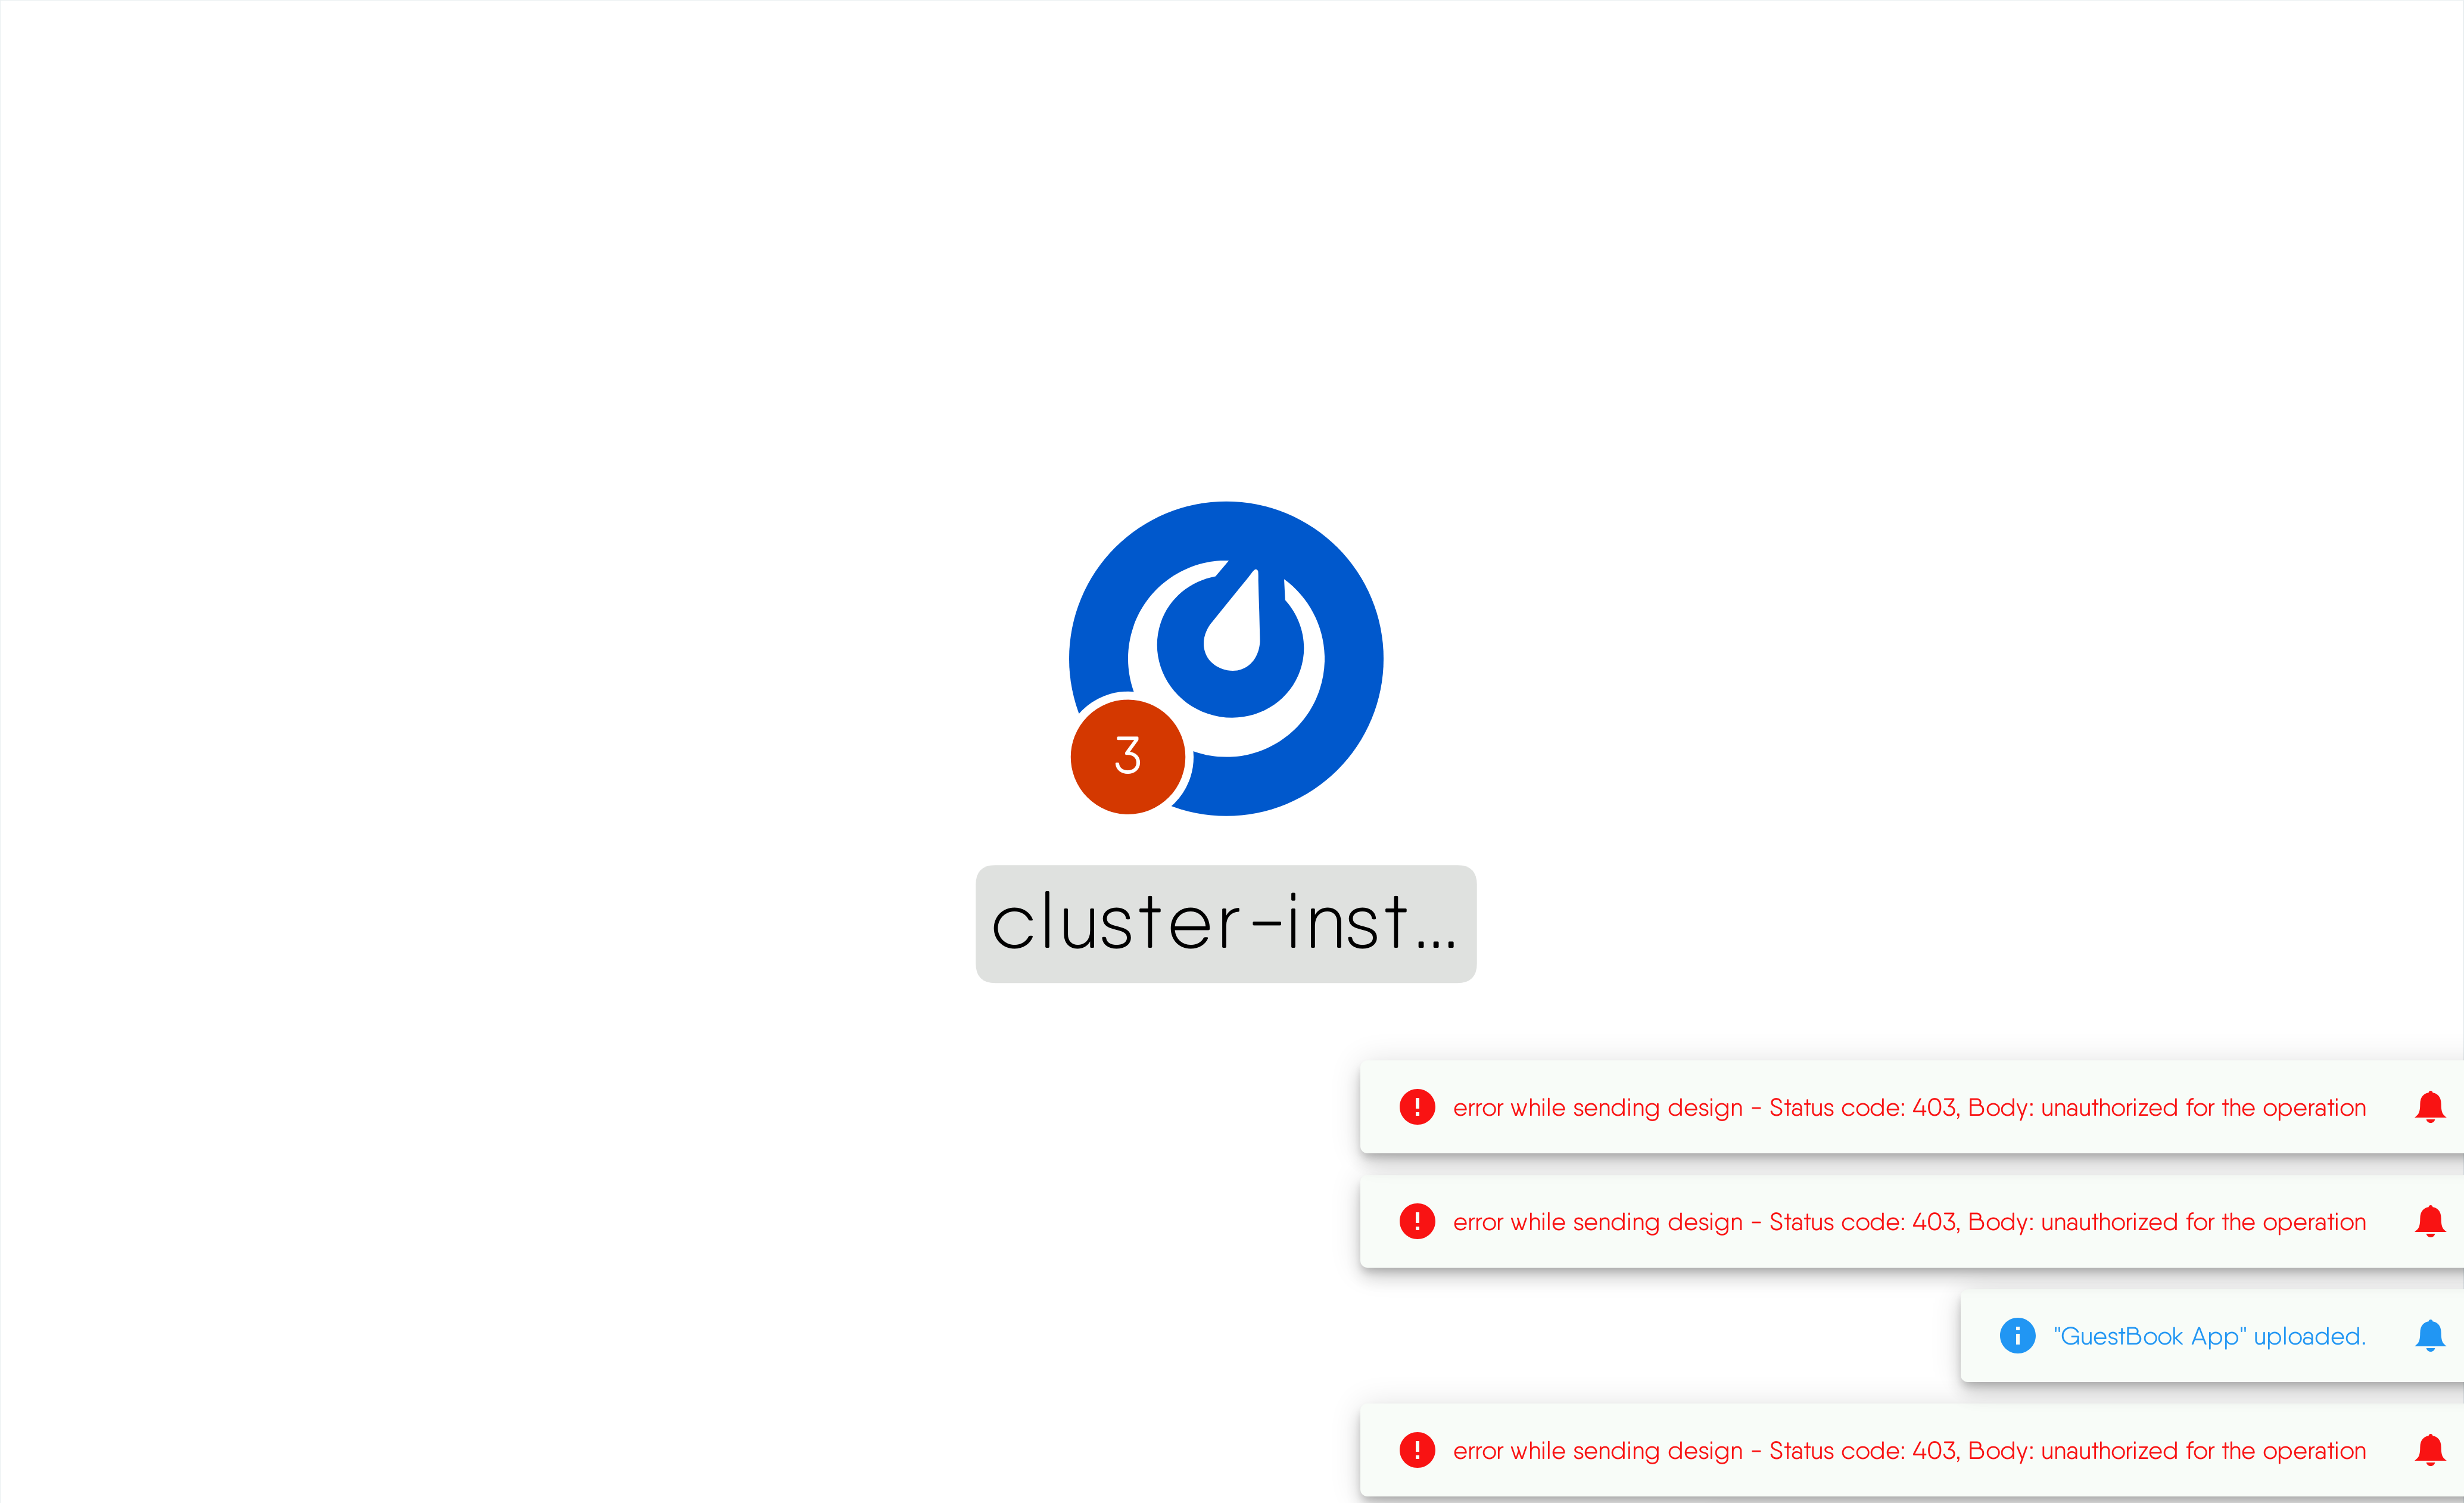 3
cluster-inst...
error while sending design - Status code: 403, Body: unauthorized for the operation
error while sending design - Status code: 403, Body: unauthorized for the operation
"GuestBook App" uploaded.
error while sending design - Status code: 403, Body: unauthorized for the operation